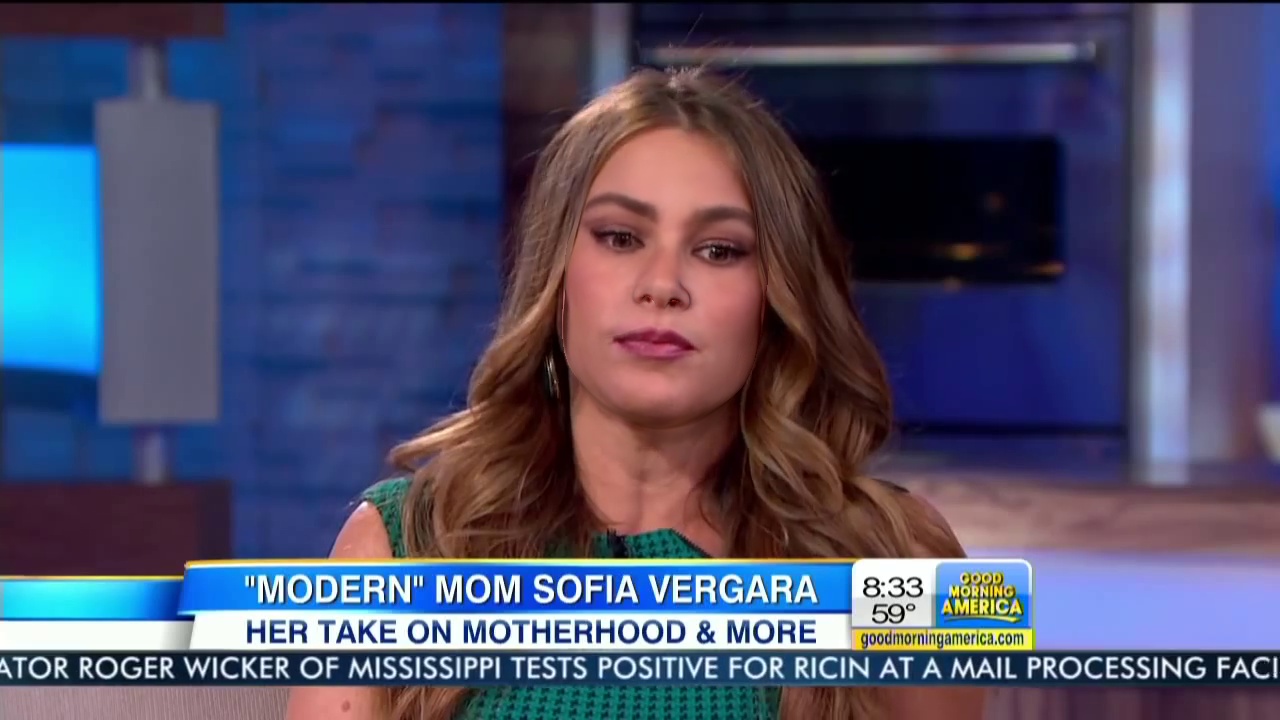 "MODERN" MOM SOFIA VERGARA
HER TAKE ON MOTHERHOOD & MORE
8:33
59°
GOOD
MORNING
AMERICA
goodmorningamerica.com
ATOR ROGER WICKER OF MISSISSIPPI TESTS POSITIVE FOR RICIN AT A MAIL PROCESSING FACI